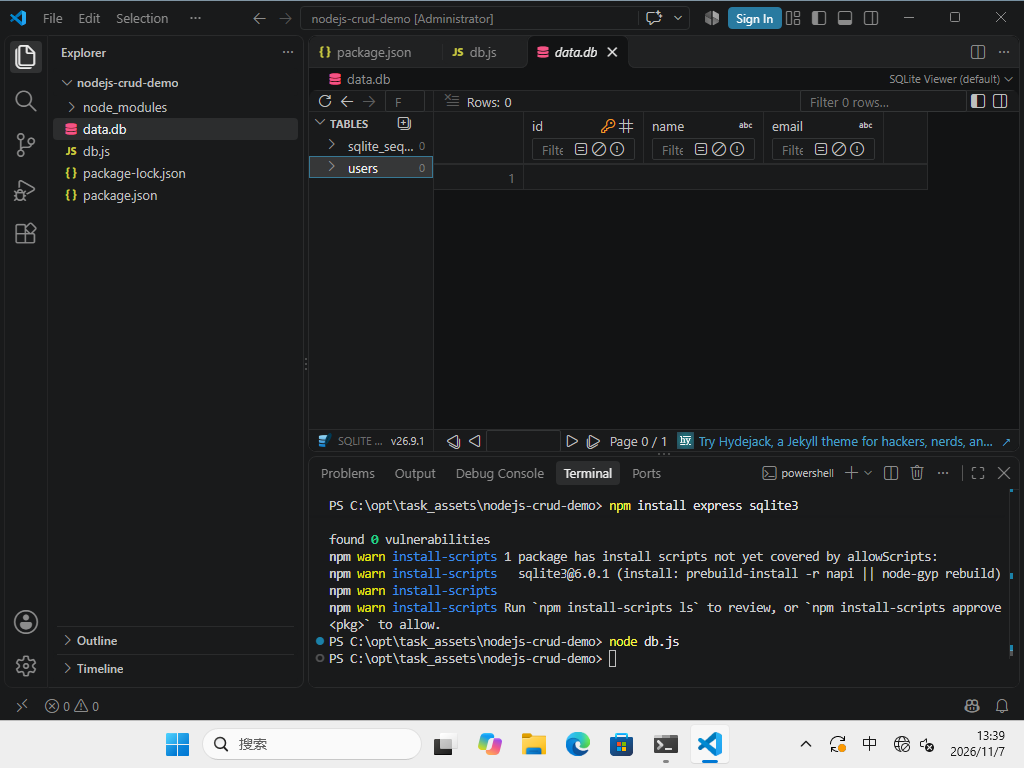 File Edit Selection ··· nodejs-crud-demo [Administrator] Sign In
Explorer
nodejs-crud-demo
node_modules
data.db
JS db.js
{} package-lock.json
{} package.json
Outline
Timeline
{} package.json JS db.js data.db
data.db SQLite Viewer (default)
F Rows: 0 Filter 0 rows...
TABLES
sqlite_seq... 0
users 0
id name abc email abc
Filte Filte Filte
1
SQLITE ... v26.9.1 Page 0 / 1 HY Try Hydejack, a Jekyll theme for hackers, nerds, an...
Problems Output Debug Console Terminal Ports powershell
PS C:\opt\task_assets\nodejs-crud-demo> npm install express sqlite3
found 0 vulnerabilities
npm warn install-scripts 1 package has install scripts not yet covered by allowScripts:
npm warn install-scripts   sqlite3@6.0.1 (install: prebuild-install -r napi || node-gyp rebuild)
npm warn install-scripts
npm warn install-scripts Run `npm install-scripts ls` to review, or `npm install-scripts approve
<pkg>` to allow.
PS C:\opt\task_assets\nodejs-crud-demo> node db.js
PS C:\opt\task_assets\nodejs-crud-demo>
0 0
搜索
中
13:39
2026/11/7